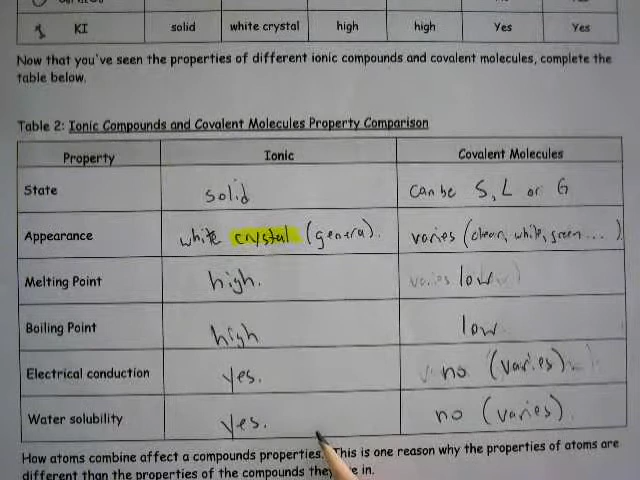 KI solid white crystal high high Yes Yes
Now that you've seen the properties of different ionic compounds and covalent molecules, complete the
table below.
Table 2: Ionic Compounds and Covalent Molecules Property Comparison
Property Ionic Covalent Molecules
State solid can be S, L or G
Appearance white crystal (general). varies (clear, white, green...)
Melting Point high. varies low
Boiling Point high low.
Electrical conduction yes. no (varies)
Water solubility yes. no (varies).
How atoms combine affect a compounds properties. This is one reason why the properties of atoms are
different than the properties of the compounds they in.